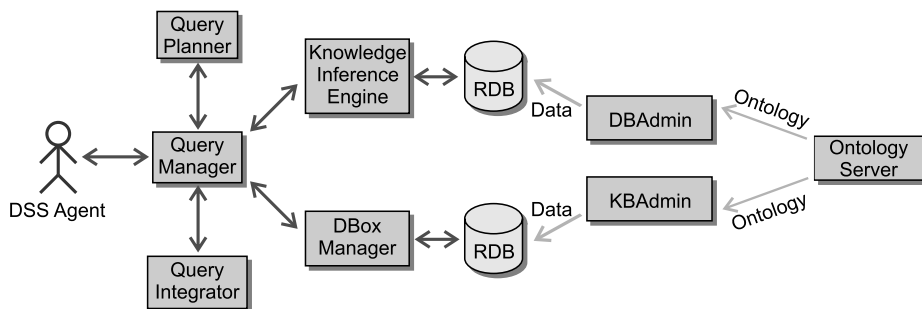 Query
Planner
Knowledge
Inference
Engine
RDB
Data
DBAdmin
Ontology
Query
Manager
Ontology
Server
DSS Agent
DBox
Manager
RDB
Data
KBAdmin
Ontology
Query
Integrator